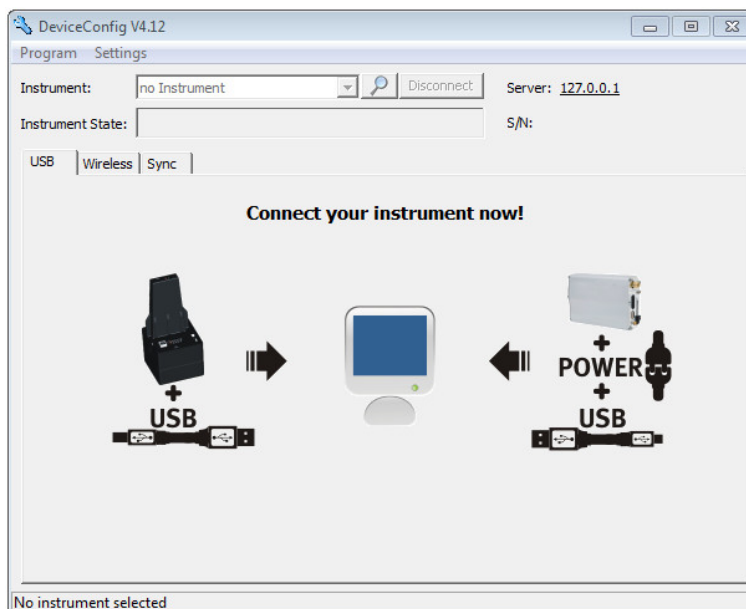 DeviceConfig V4.12
Program Settings
Instrument: no Instrument Disconnect Server: 127.0.0.1
Instrument State: S/N:
USB Wireless Sync
Connect your instrument now!
+
POWER
+ +
USB USB
No instrument selected